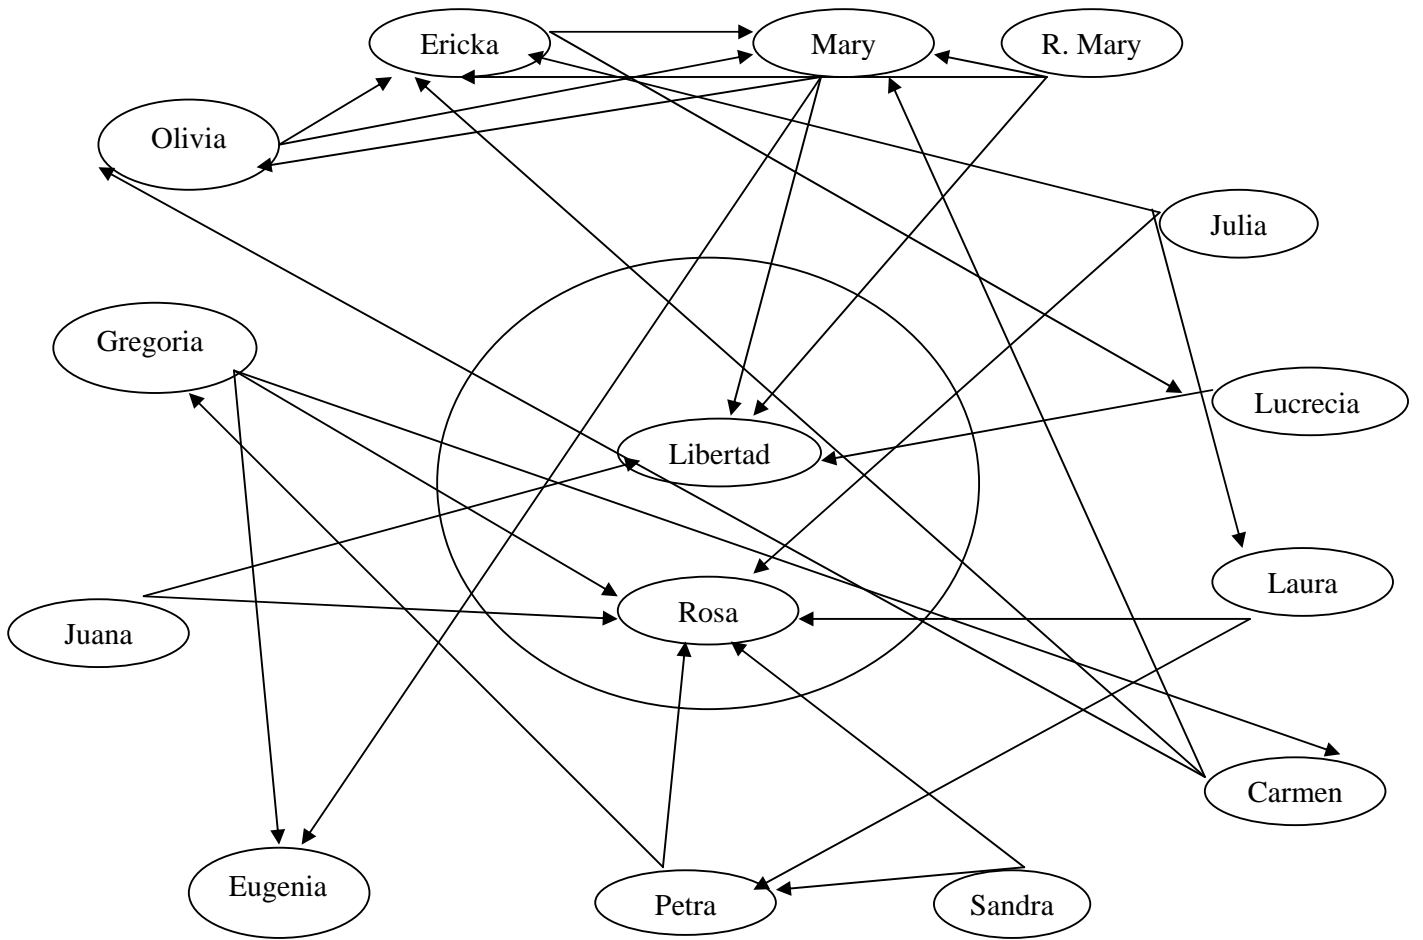 Ericka
Mary
R. Mary
Olivia
Julia
Gregoria
Lucrecia
Libertad
Laura
Rosa
Juana
Carmen
Eugenia
Petra
Sandra